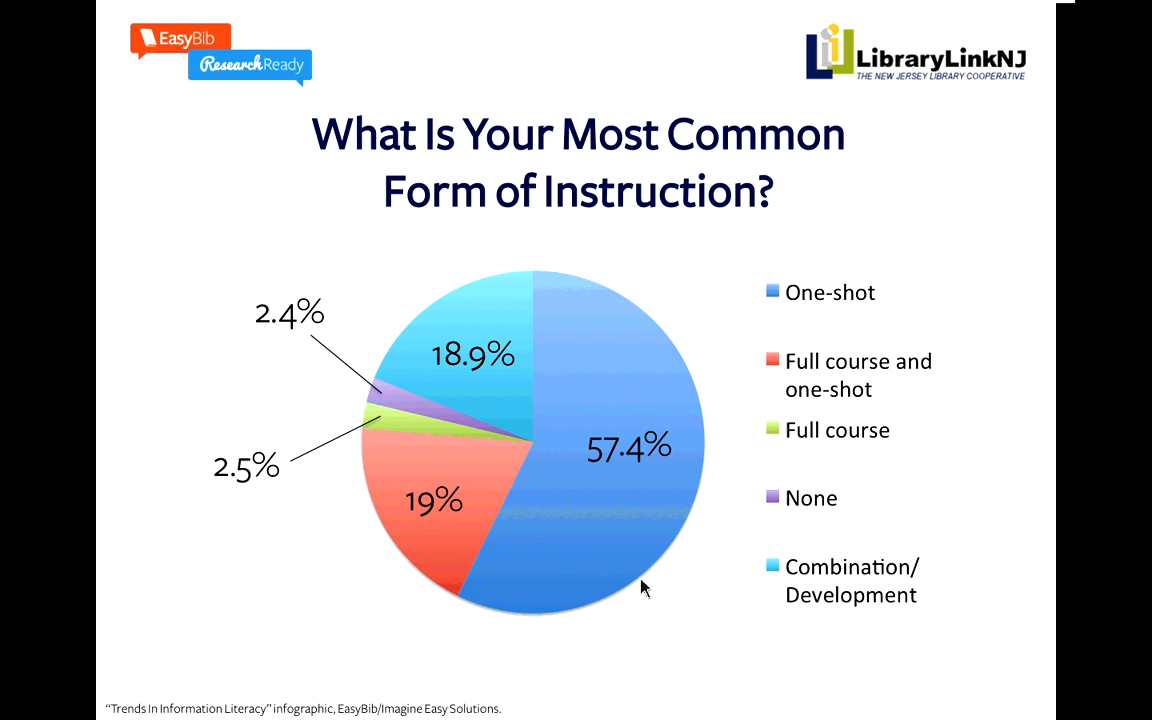 EasyBib
ResearchReady
LibraryLinkNJ
THE NEW JERSEY LIBRARY COOPERATIVE
What Is Your Most Common
Form of Instruction?
2.4%
18.9%
57.4%
2.5%
19%
One-shot
Full course and
one-shot
Full course
None
Combination/
Development
“Trends In Information Literacy” infographic, EasyBib/Imagine Easy Solutions.